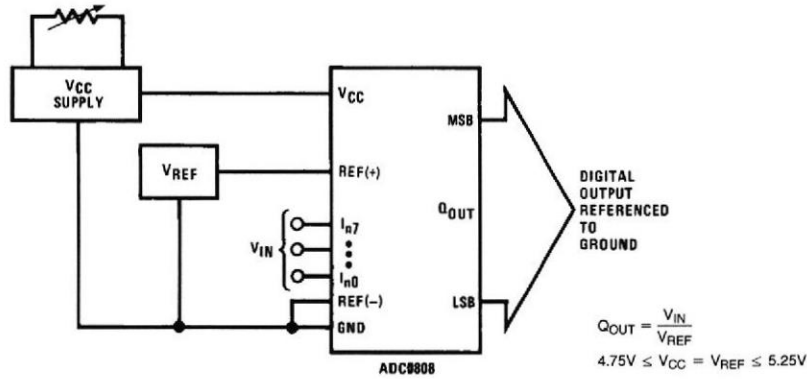 VCC
SUPPLY
VREF
VIN
VCC
REF(+)
In7
In0
REF(−)
GND
MSB
QOUT
LSB
ADC0808
DIGITAL
OUTPUT
REFERENCED
TO
GROUND
QOUT = VIN / VREF
4.75V ≤ VCC = VREF ≤ 5.25V